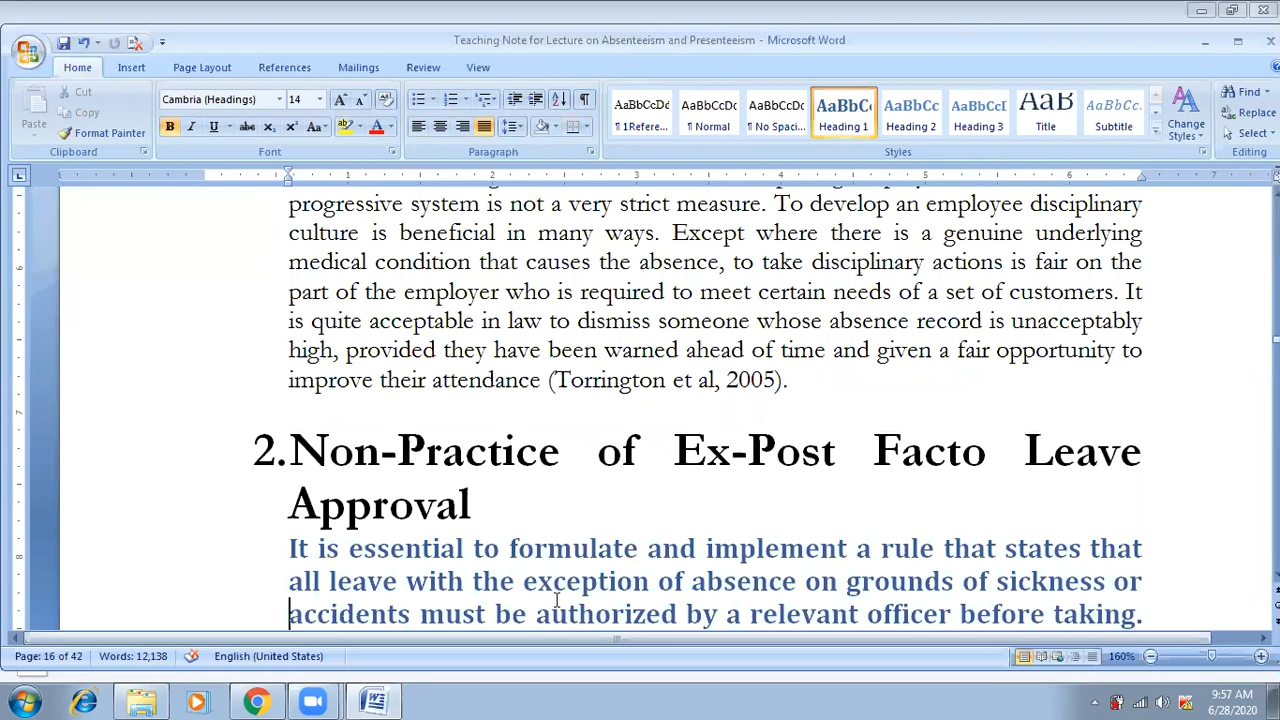 Teaching Note for Lecture on Absenteeism and Presenteeism - Microsoft Word
Home Insert Page Layout References Mailings Review View
Paste
Cut
Copy
Format Painter
Clipboard
Cambria (Headings) 14
Font
Paragraph
AaBbCcDd AaBbCcDc AaBbCcDc AaBbC AaBbCc AaBbCcI AaB AaBbCc.
¶ 1Refere... ¶ Normal ¶ No Spaci... Heading 1 Heading 2 Heading 3 Title Subtitle
Change Styles
Styles
Find
Replace
Select
Editing
progressive system is not a very strict measure. To develop an employee disciplinary
culture is beneficial in many ways. Except where there is a genuine underlying
medical condition that causes the absence, to take disciplinary actions is fair on the
part of the employer who is required to meet certain needs of a set of customers. It
is quite acceptable in law to dismiss someone whose absence record is unacceptably
high, provided they have been warned ahead of time and given a fair opportunity to
improve their attendance (Torrington et al, 2005).
2. Non-Practice of Ex-Post Facto Leave
Approval
It is essential to formulate and implement a rule that states that
all leave with the exception of absence on grounds of sickness or
accidents must be authorized by a relevant officer before taking.
Page: 16 of 42 Words: 12,138 English (United States) 160%
9:57 AM
6/28/2020